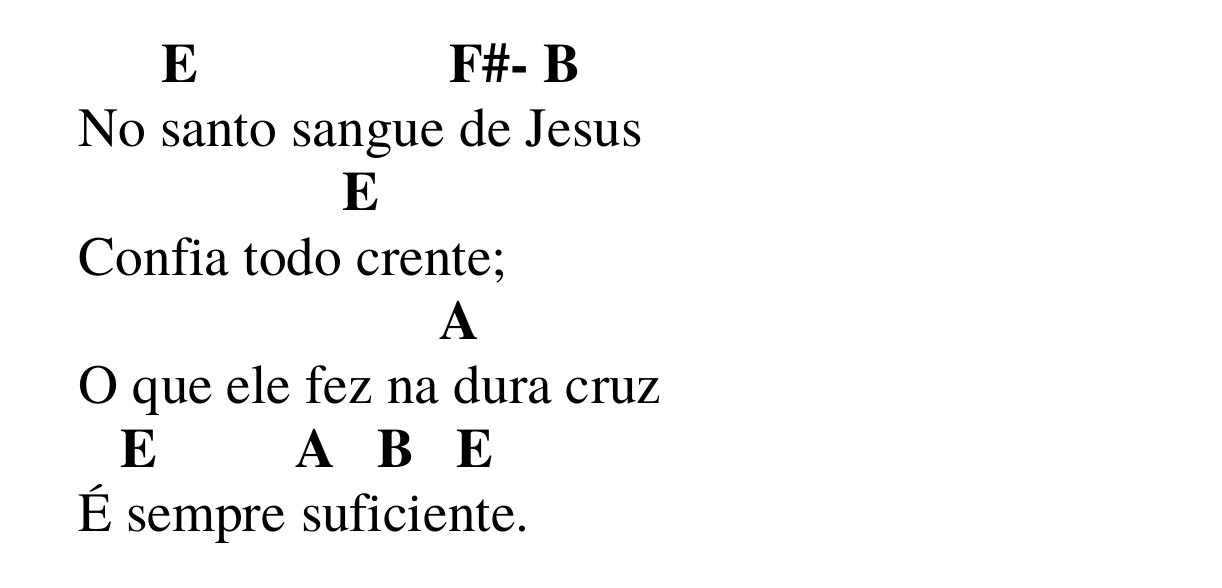 E F#- B
No santo sangue de Jesus
E
Confia todo crente;
A
O que ele fez na dura cruz
E A B E
É sempre suficiente.